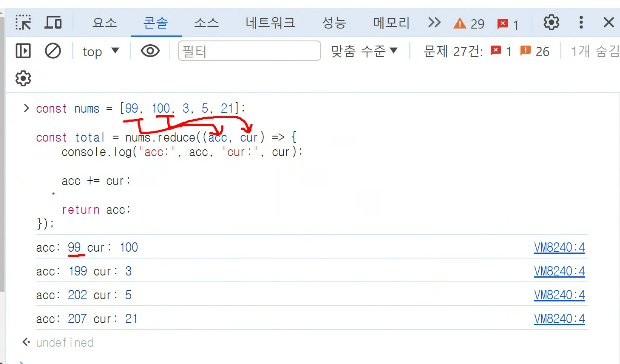 요소 콘솔 소스 네트워크 성능 메모리 29 1
top 필터 맞춤 수준 문제 27건: 1 26 1개 숨김
const nums = [99, 100, 3, 5, 21];
const total = nums.reduce((acc, cur) => {
console.log("acc:", acc, "cur:", cur);
acc += cur;
return acc;
});
acc: 99 cur: 100 VM8240:4
acc: 199 cur: 3 VM8240:4
acc: 202 cur: 5 VM8240:4
acc: 207 cur: 21 VM8240:4
undefined